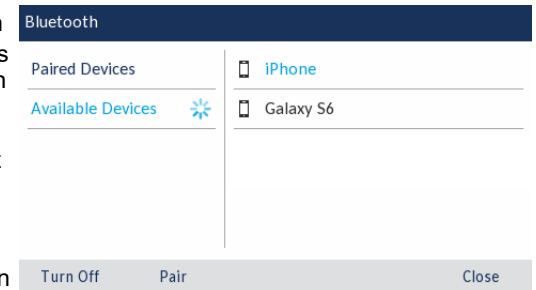 Bluetooth
Paired Devices
Available Devices
iPhone
Galaxy S6
Turn Off Pair Close